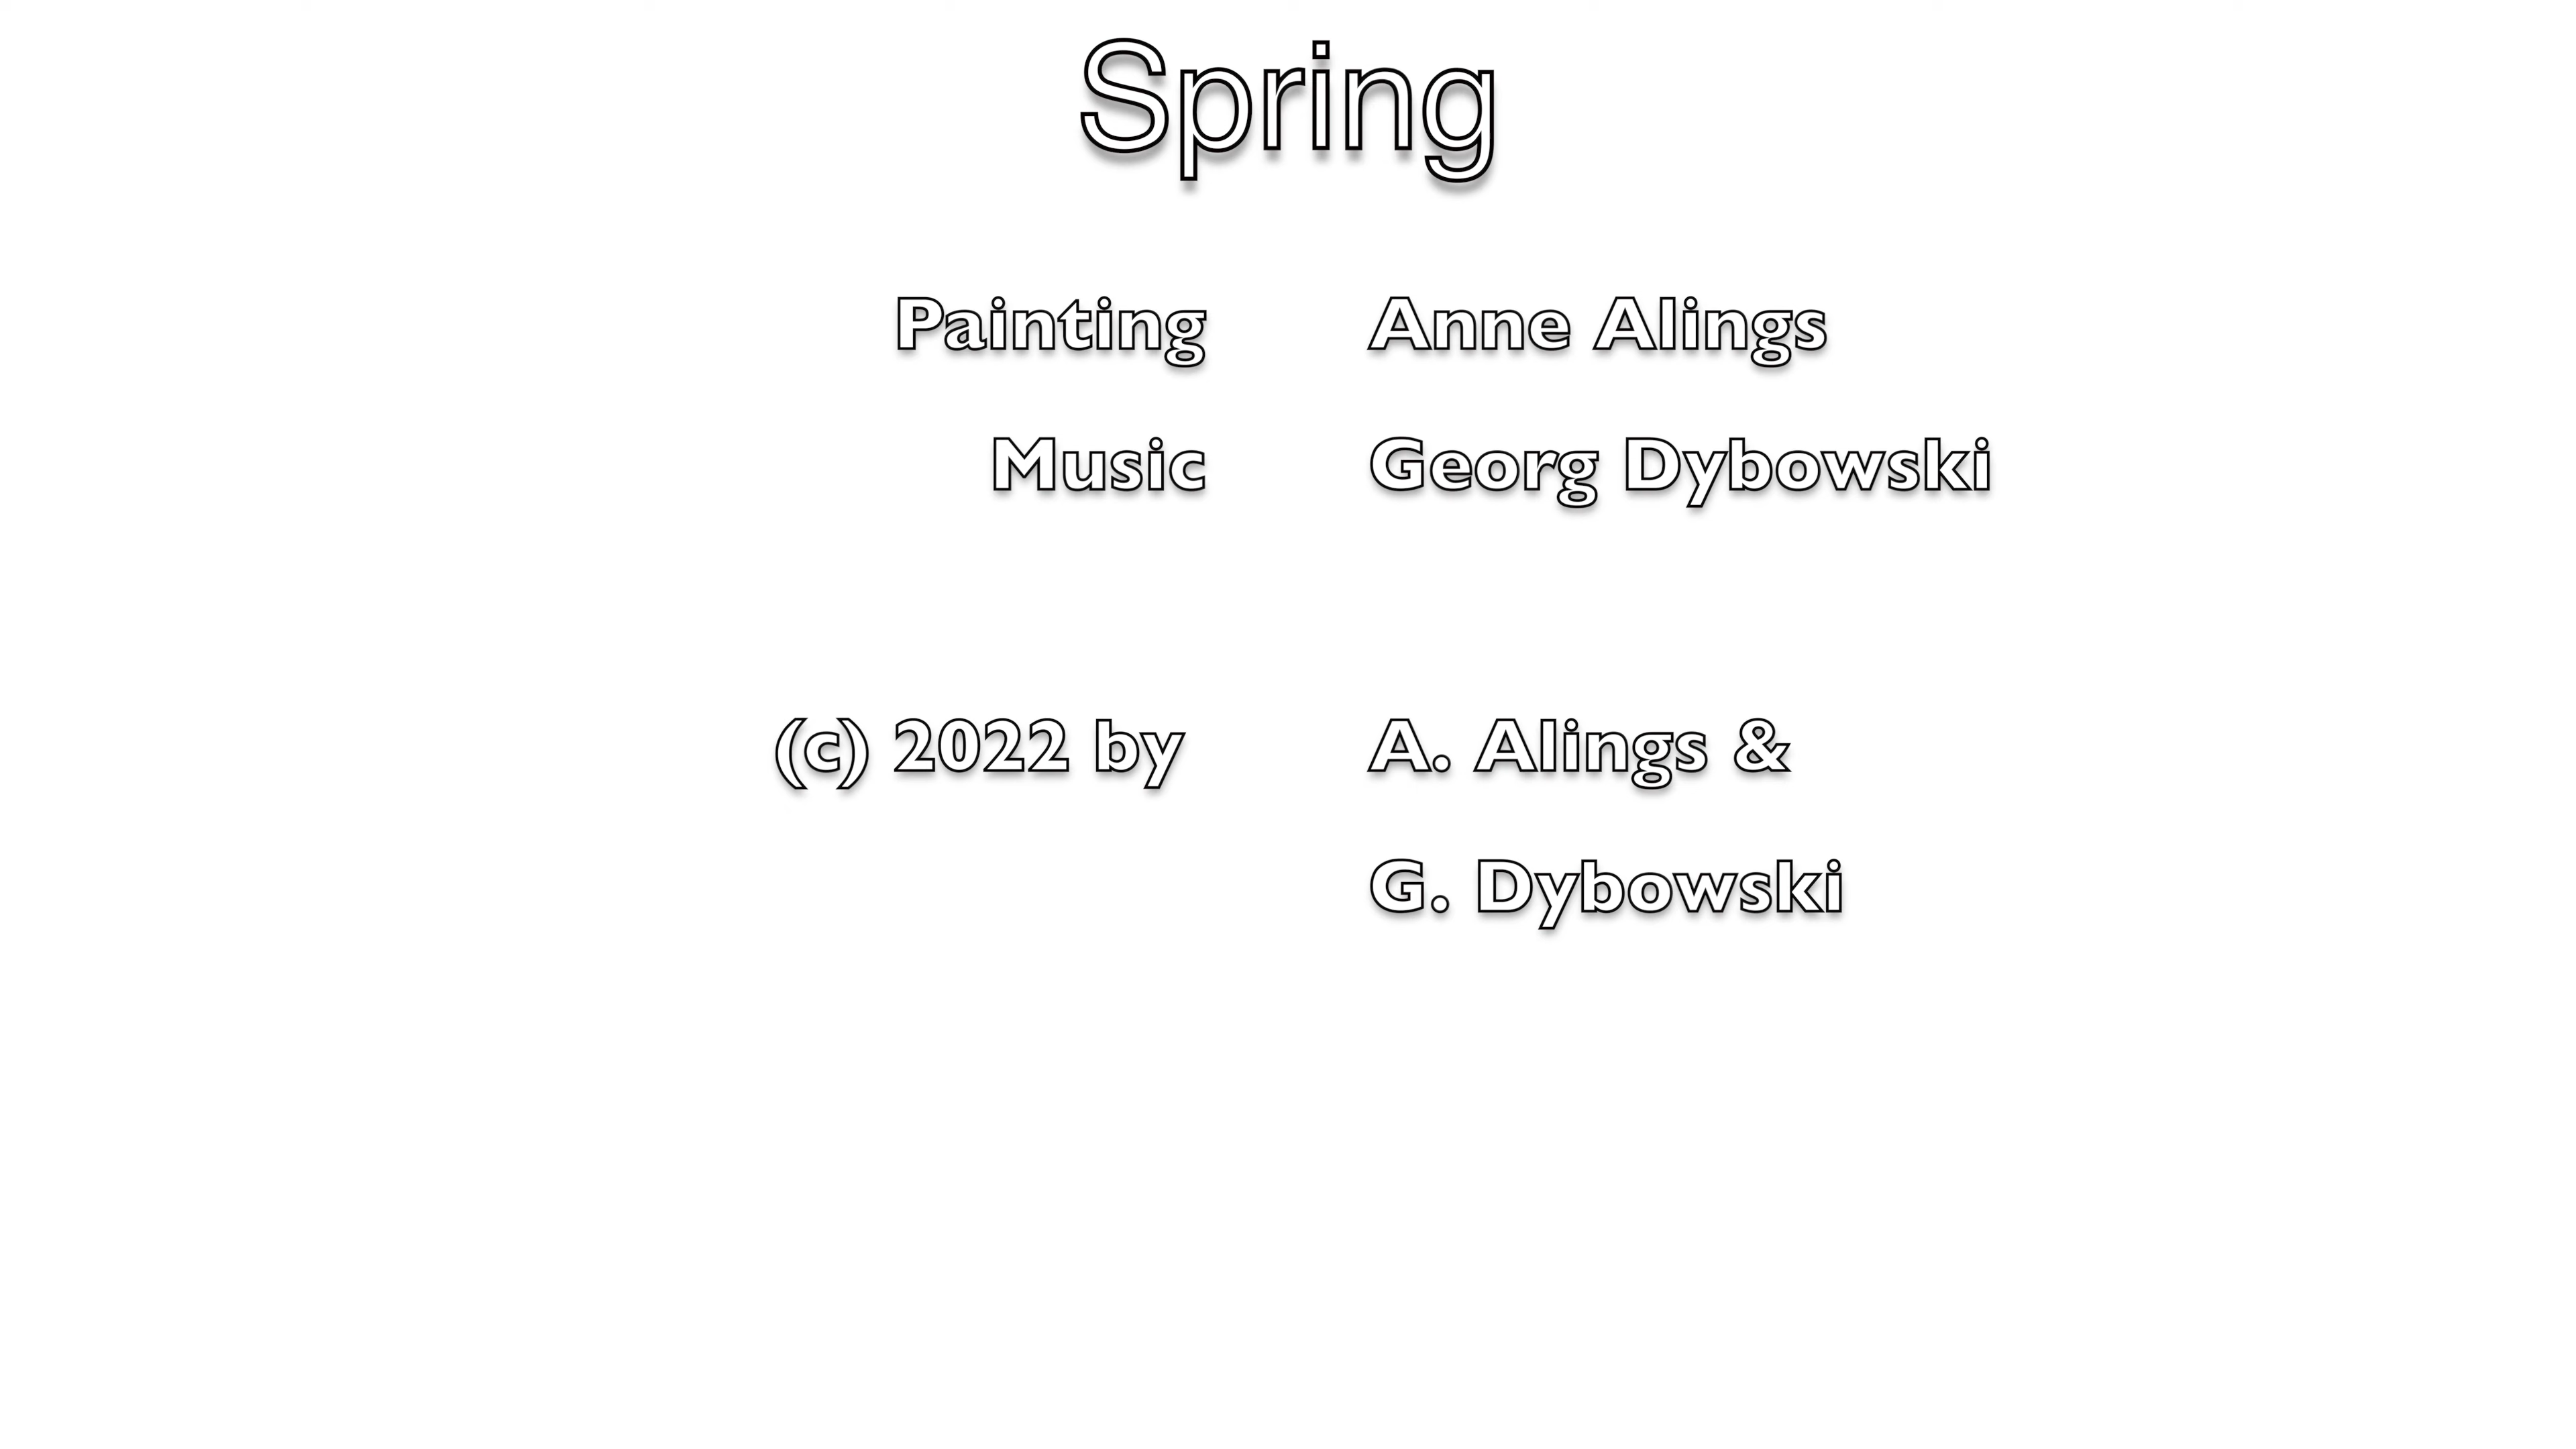 Spring
Painting Anne Alings
Music Georg Dybowski
(c) 2022 by A. Alings &
G. Dybowski